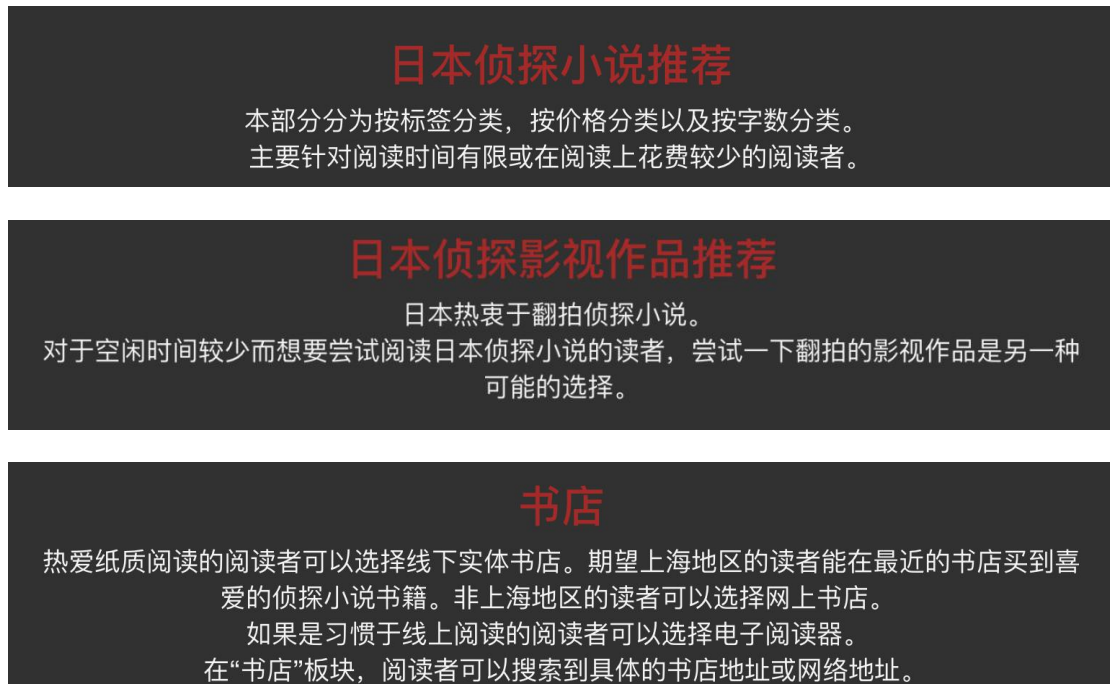 日本侦探小说推荐
本部分分为按标签分类，按价格分类以及按字数分类。
主要针对阅读时间有限或在阅读上花费较少的阅读者。
日本侦探影视作品推荐
日本热衷于翻拍侦探小说。
对于空闲时间较少而想要尝试阅读日本侦探小说的读者，尝试一下翻拍的影视作品是另一种
可能的选择。
书店
热爱纸质阅读的阅读者可以选择线下实体书店。期望上海地区的读者能在最近的书店买到喜
爱的侦探小说书籍。非上海地区的读者可以选择网上书店。
如果是习惯于线上阅读的阅读者可以选择电子阅读器。
在“书店”板块，阅读者可以搜索到具体的书店地址或网络地址。